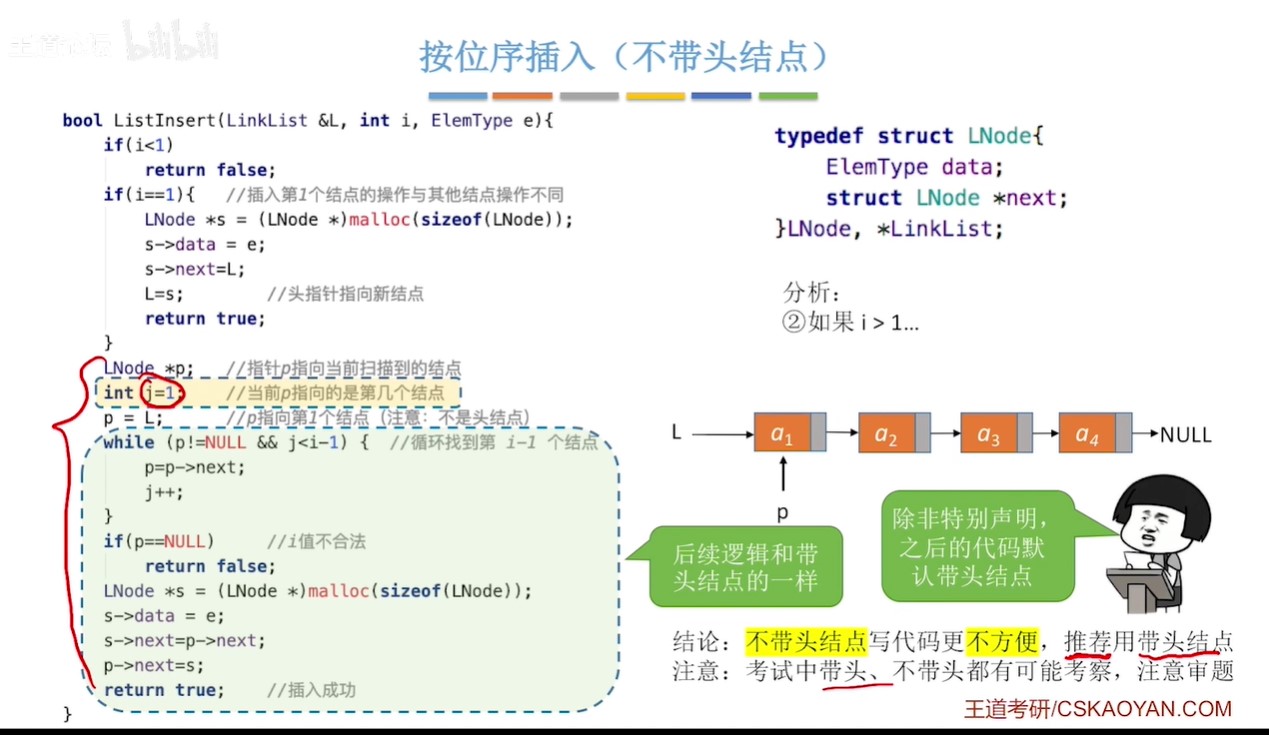 王道论坛 bilibili
按位序插入（不带头结点）
bool ListInsert(LinkList &L, int i, ElemType e){
if(i<1)
return false;
if(i==1){ //插入第1个结点的操作与其他结点操作不同
LNode *s = (LNode *)malloc(sizeof(LNode));
s->data = e;
s->next=L;
L=s; //头指针指向新结点
return true;
}
LNode *p; //指针p指向当前扫描到的结点
int j=1; //当前p指向的是第几个结点
p = L; //p指向第1个结点（注意：不是头结点）
while (p!=NULL && j<i-1) { //循环找到第 i-1 个结点
p=p->next;
j++;
}
if(p==NULL) //i值不合法
return false;
LNode *s = (LNode *)malloc(sizeof(LNode));
s->data = e;
s->next=p->next;
p->next=s;
return true; //插入成功
}
typedef struct LNode{
ElemType data;
struct LNode *next;
}LNode, *LinkList;
分析：
②如果 i > 1…
L a1 a2 a3 a4 NULL
p
后续逻辑和带
头结点的一样
除非特别声明，
之后的代码默
认带头结点
结论：不带头结点写代码更不方便，推荐用带头结点
注意：考试中带头、不带头都有可能考察，注意审题
王道考研/CSKAOYAN.COM